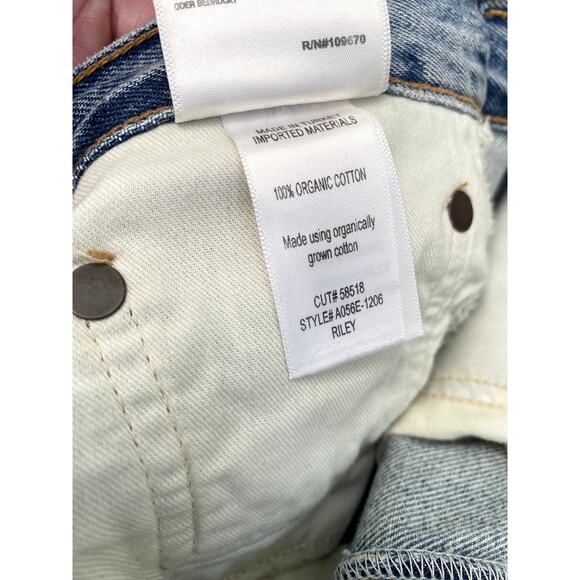 ODER BEDRUCKT
R/N#109670
MADE IN TURKEY
IMPORTED MATERIALS
100% ORGANIC COTTON
Made using organically
grown cotton
CUT# 58518
STYLE# A056E-1206
RILEY